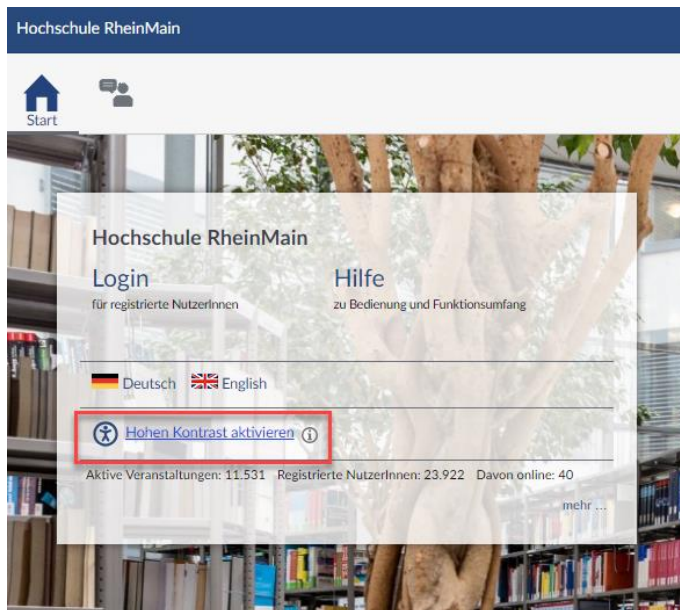 Hochschule RheinMain
Start
Hochschule RheinMain
Login Hilfe
für registrierte NutzerInnen zu Bedienung und Funktionsumfang
Deutsch English
Hohen Kontrast aktivieren
Aktive Veranstaltungen: 11.531 Registrierte NutzerInnen: 23.922 Davon online: 40
mehr ...